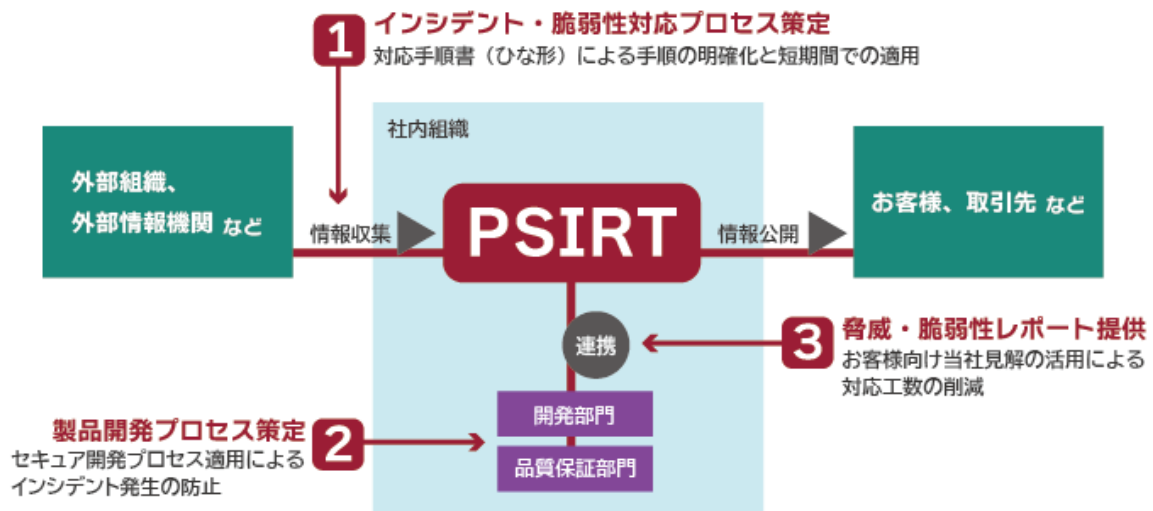 1 インシデント・脆弱性対応プロセス策定
対応手順書（ひな形）による手順の明確化と短期間での適用
社内組織
外部組織、
外部情報機関 など
情報収集
PSIRT
情報公開
お客様、取引先 など
連携
3 脅威・脆弱性レポート提供
お客様向け当社見解の活用による
対応工数の削減
開発部門
品質保証部門
製品開発プロセス策定 2
セキュア開発プロセス適用による
インシデント発生の防止